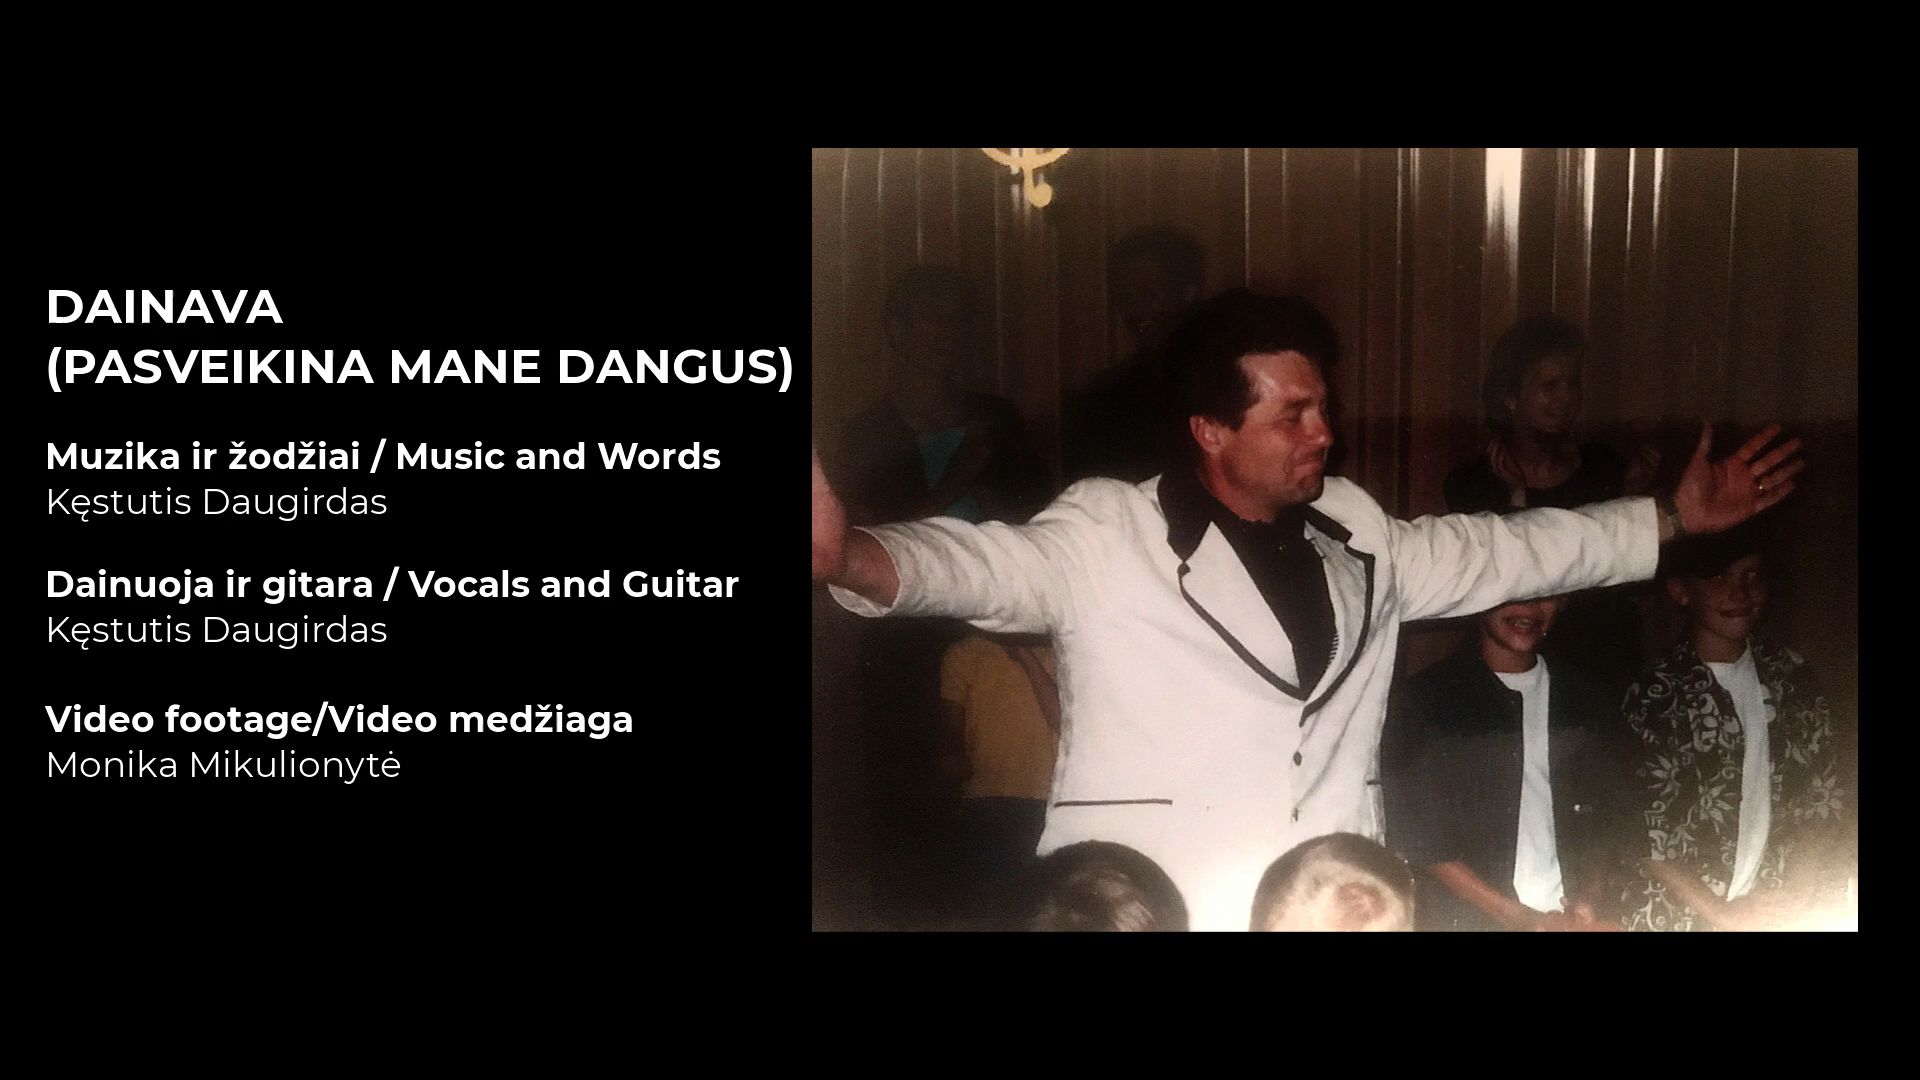 DAINAVA
(PASVEIKINA MANE DANGUS)
Muzika ir žodžiai / Music and Words
Kęstutis Daugirdas
Dainuoja ir gitara / Vocals and Guitar
Kęstutis Daugirdas
Video footage/Video medžiaga
Monika Mikulionytė